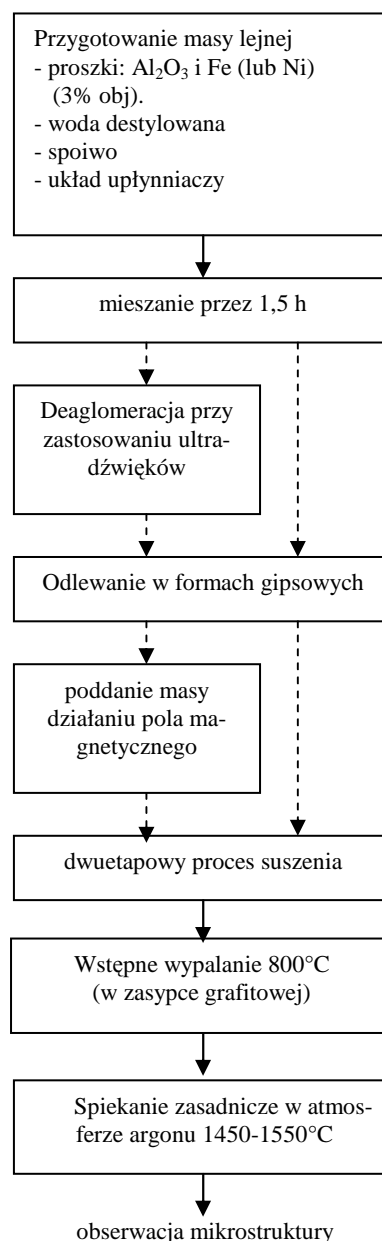 Przygotowanie masy lejnej
- proszki: Al₂O₃ i Fe (lub Ni)
(3% obj).
- woda destylowana
- spoiwo
- układ upłynniaczy
mieszanie przez 1,5 h
Deaglomeracja przy
zastosowaniu ultra-
dźwięków
Odlewanie w formach gipsowych
poddanie masy
działaniu pola ma-
gnetycznego
dwuetapowy proces suszenia
Wstępne wypalanie 800°C
(w zasypce grafitowej)
Spiekanie zasadnicze w atmos-
ferze argonu 1450-1550°C
obserwacja mikrostruktury